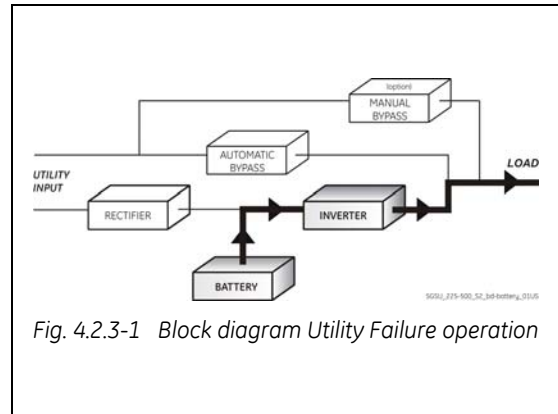 (option)
MANUAL
BYPASS
AUTOMATIC
BYPASS
LOAD
UTILITY
INPUT
RECTIFIER
INVERTER
BATTERY
SGSU_225-500_S2_bd-battery_01US
Fig. 4.2.3-1 Block diagram Utility Failure operation